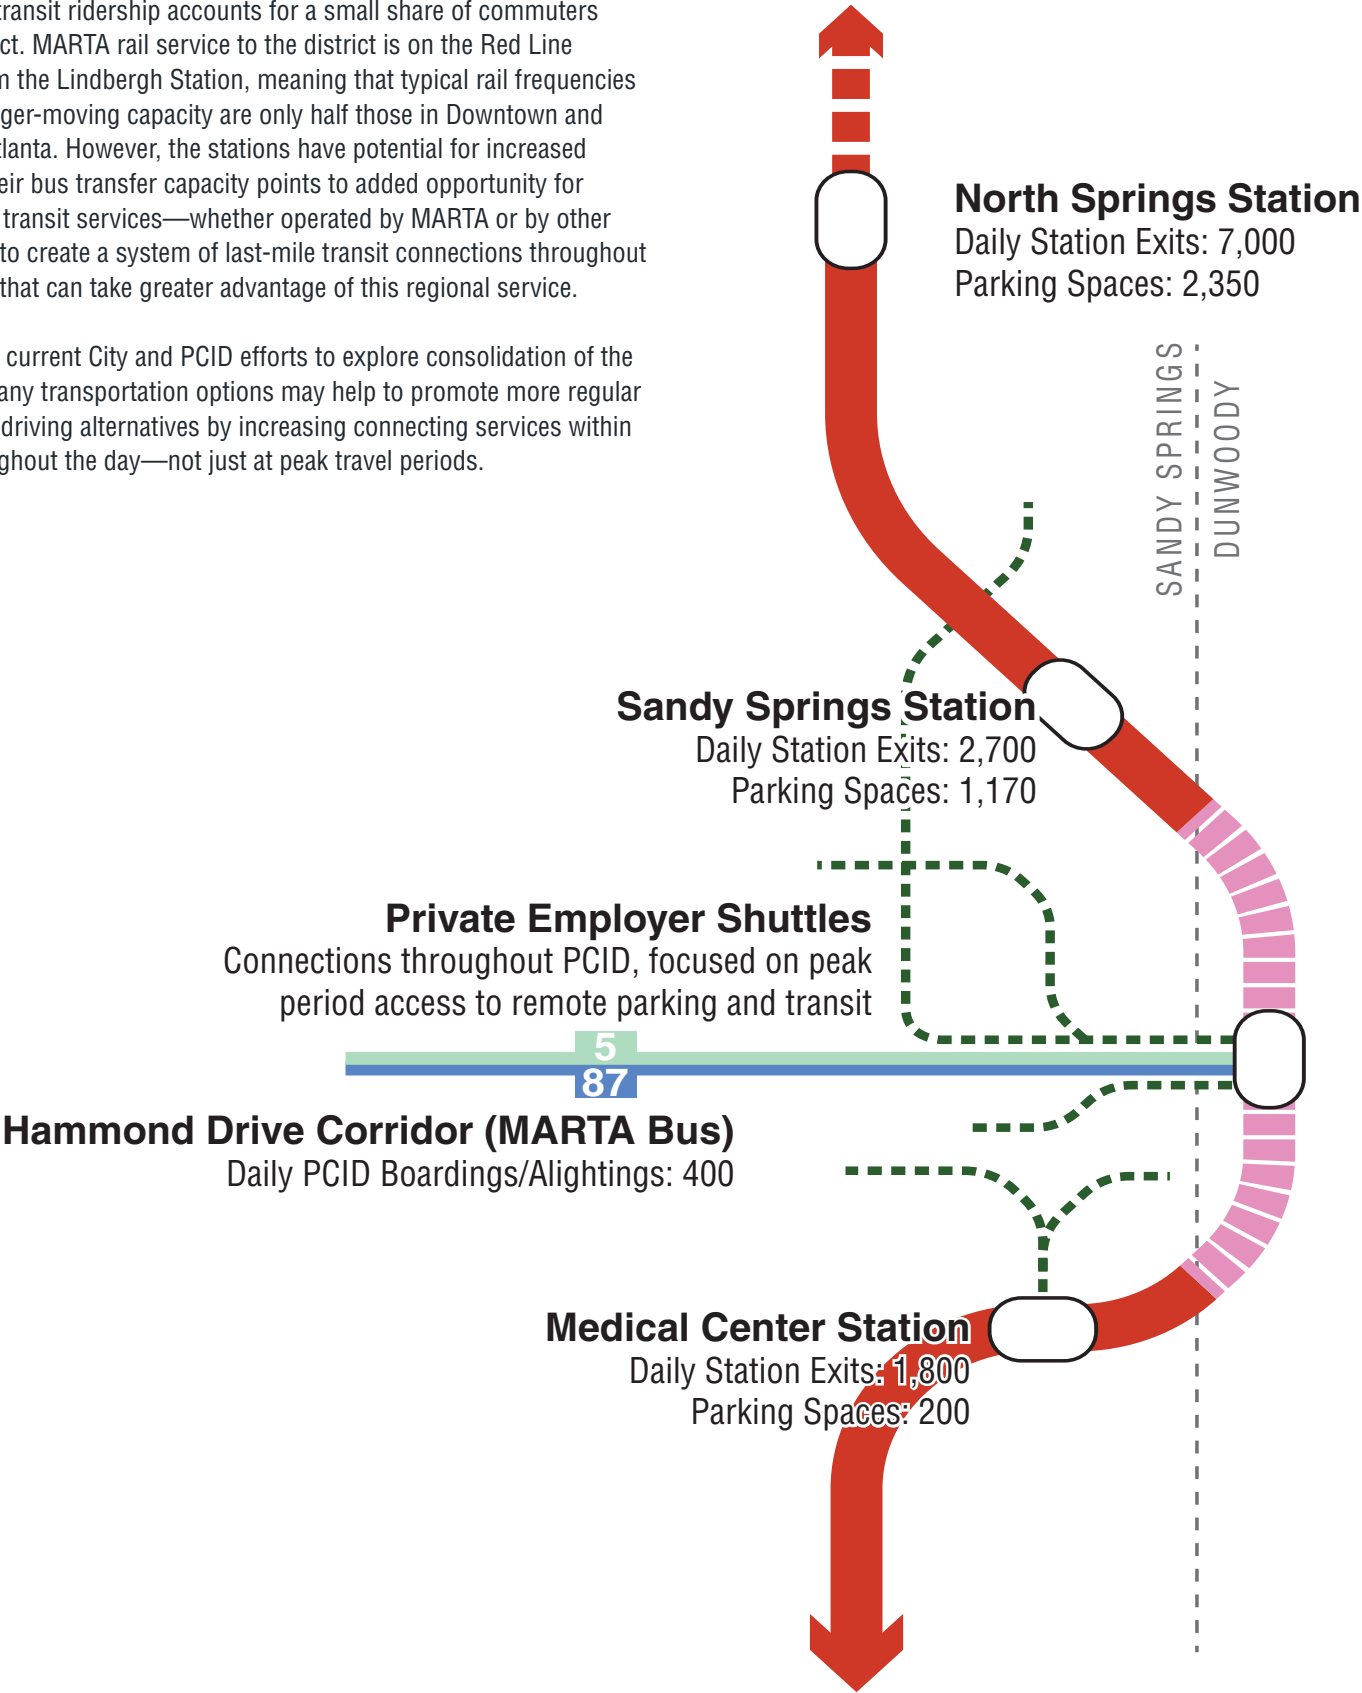 transit ridership accounts for a small share of commuters
ct. MARTA rail service to the district is on the Red Line
m the Lindbergh Station, meaning that typical rail frequencies
ger-moving capacity are only half those in Downtown and
tlanta. However, the stations have potential for increased
eir bus transfer capacity points to added opportunity for
transit services—whether operated by MARTA or by other
to create a system of last-mile transit connections throughout
that can take greater advantage of this regional service.
current City and PCID efforts to explore consolidation of the
any transportation options may help to promote more regular
driving alternatives by increasing connecting services within
ghout the day—not just at peak travel periods.
North Springs Station
Daily Station Exits: 7,000
Parking Spaces: 2,350
SANDY SPRINGS
DUNWOODY
Sandy Springs Station
Daily Station Exits: 2,700
Parking Spaces: 1,170
Private Employer Shuttles
Connections throughout PCID, focused on peak
period access to remote parking and transit
5
87
Hammond Drive Corridor (MARTA Bus)
Daily PCID Boardings/Alightings: 400
Medical Center Station
Daily Station Exits: 1,800
Parking Spaces: 200